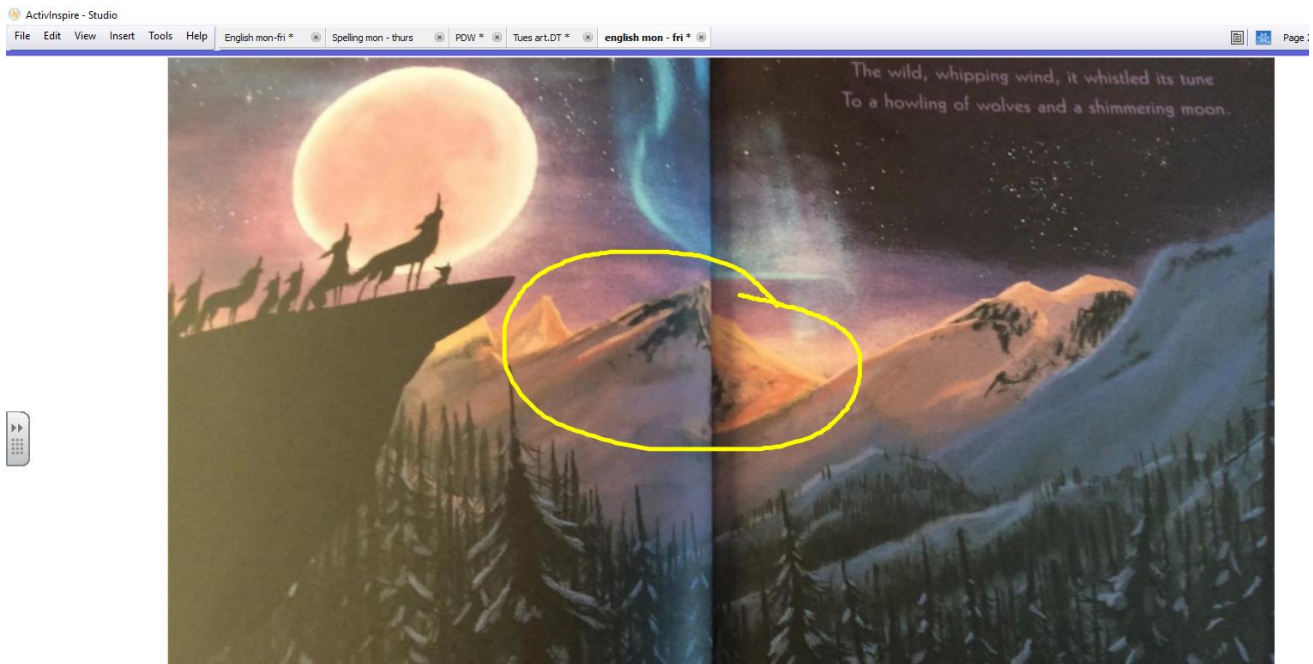 ActivInspire - Studio
File Edit View Insert Tools Help
English mon-fri * Spelling mon - thurs PDW * Tues art.DT * english mon - fri * Page
The wild, whipping wind, it whistled its tune
To a howling of wolves and a shimmering moon.